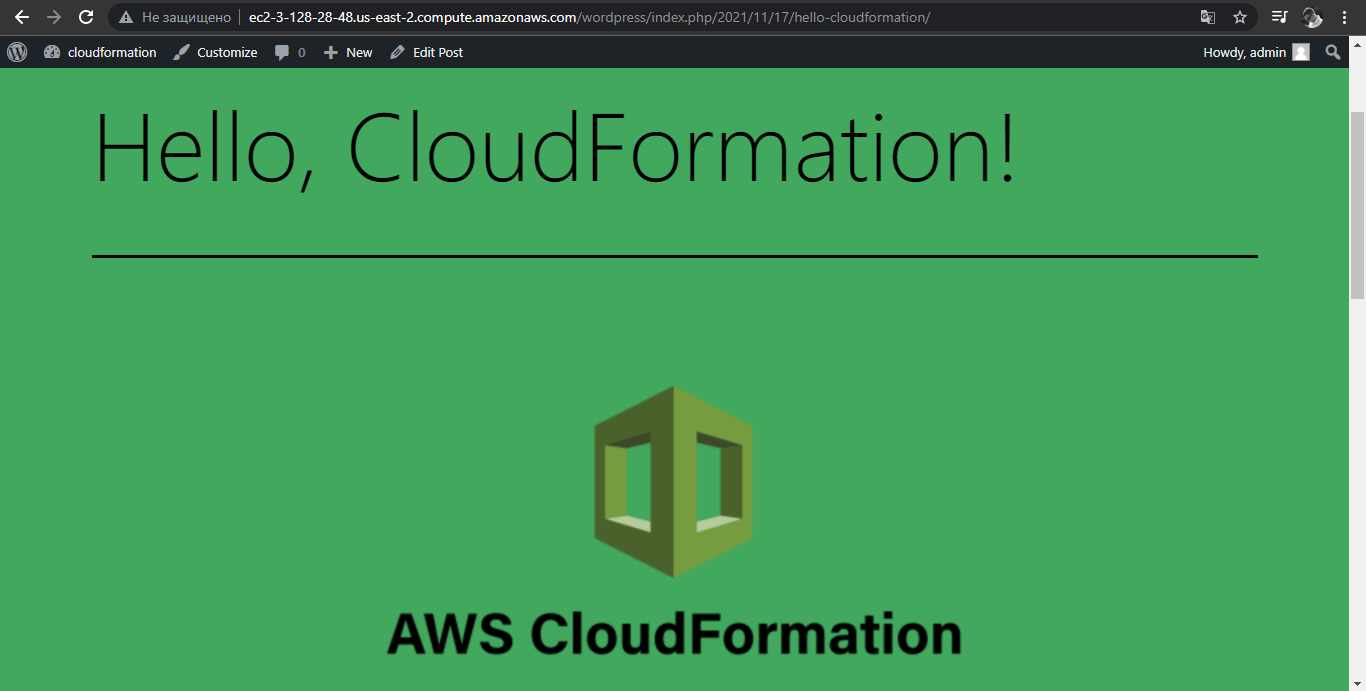 Не защищено ec2-3-128-28-48.us-east-2.compute.amazonaws.com/wordpress/index.php/2021/11/17/hello-cloudformation/
cloudformation Customize 0 New Edit Post Howdy, admin
Hello, CloudFormation!
AWS CloudFormation